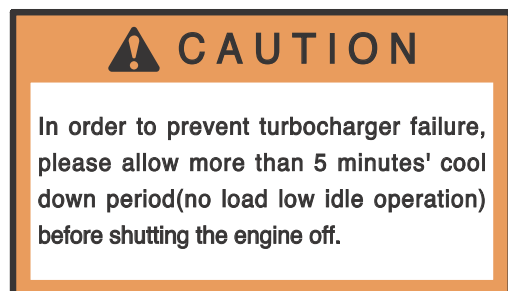 CAUTION
In order to prevent turbocharger failure,
please allow more than 5 minutes' cool
down period(no load low idle operation)
before shutting the engine off.